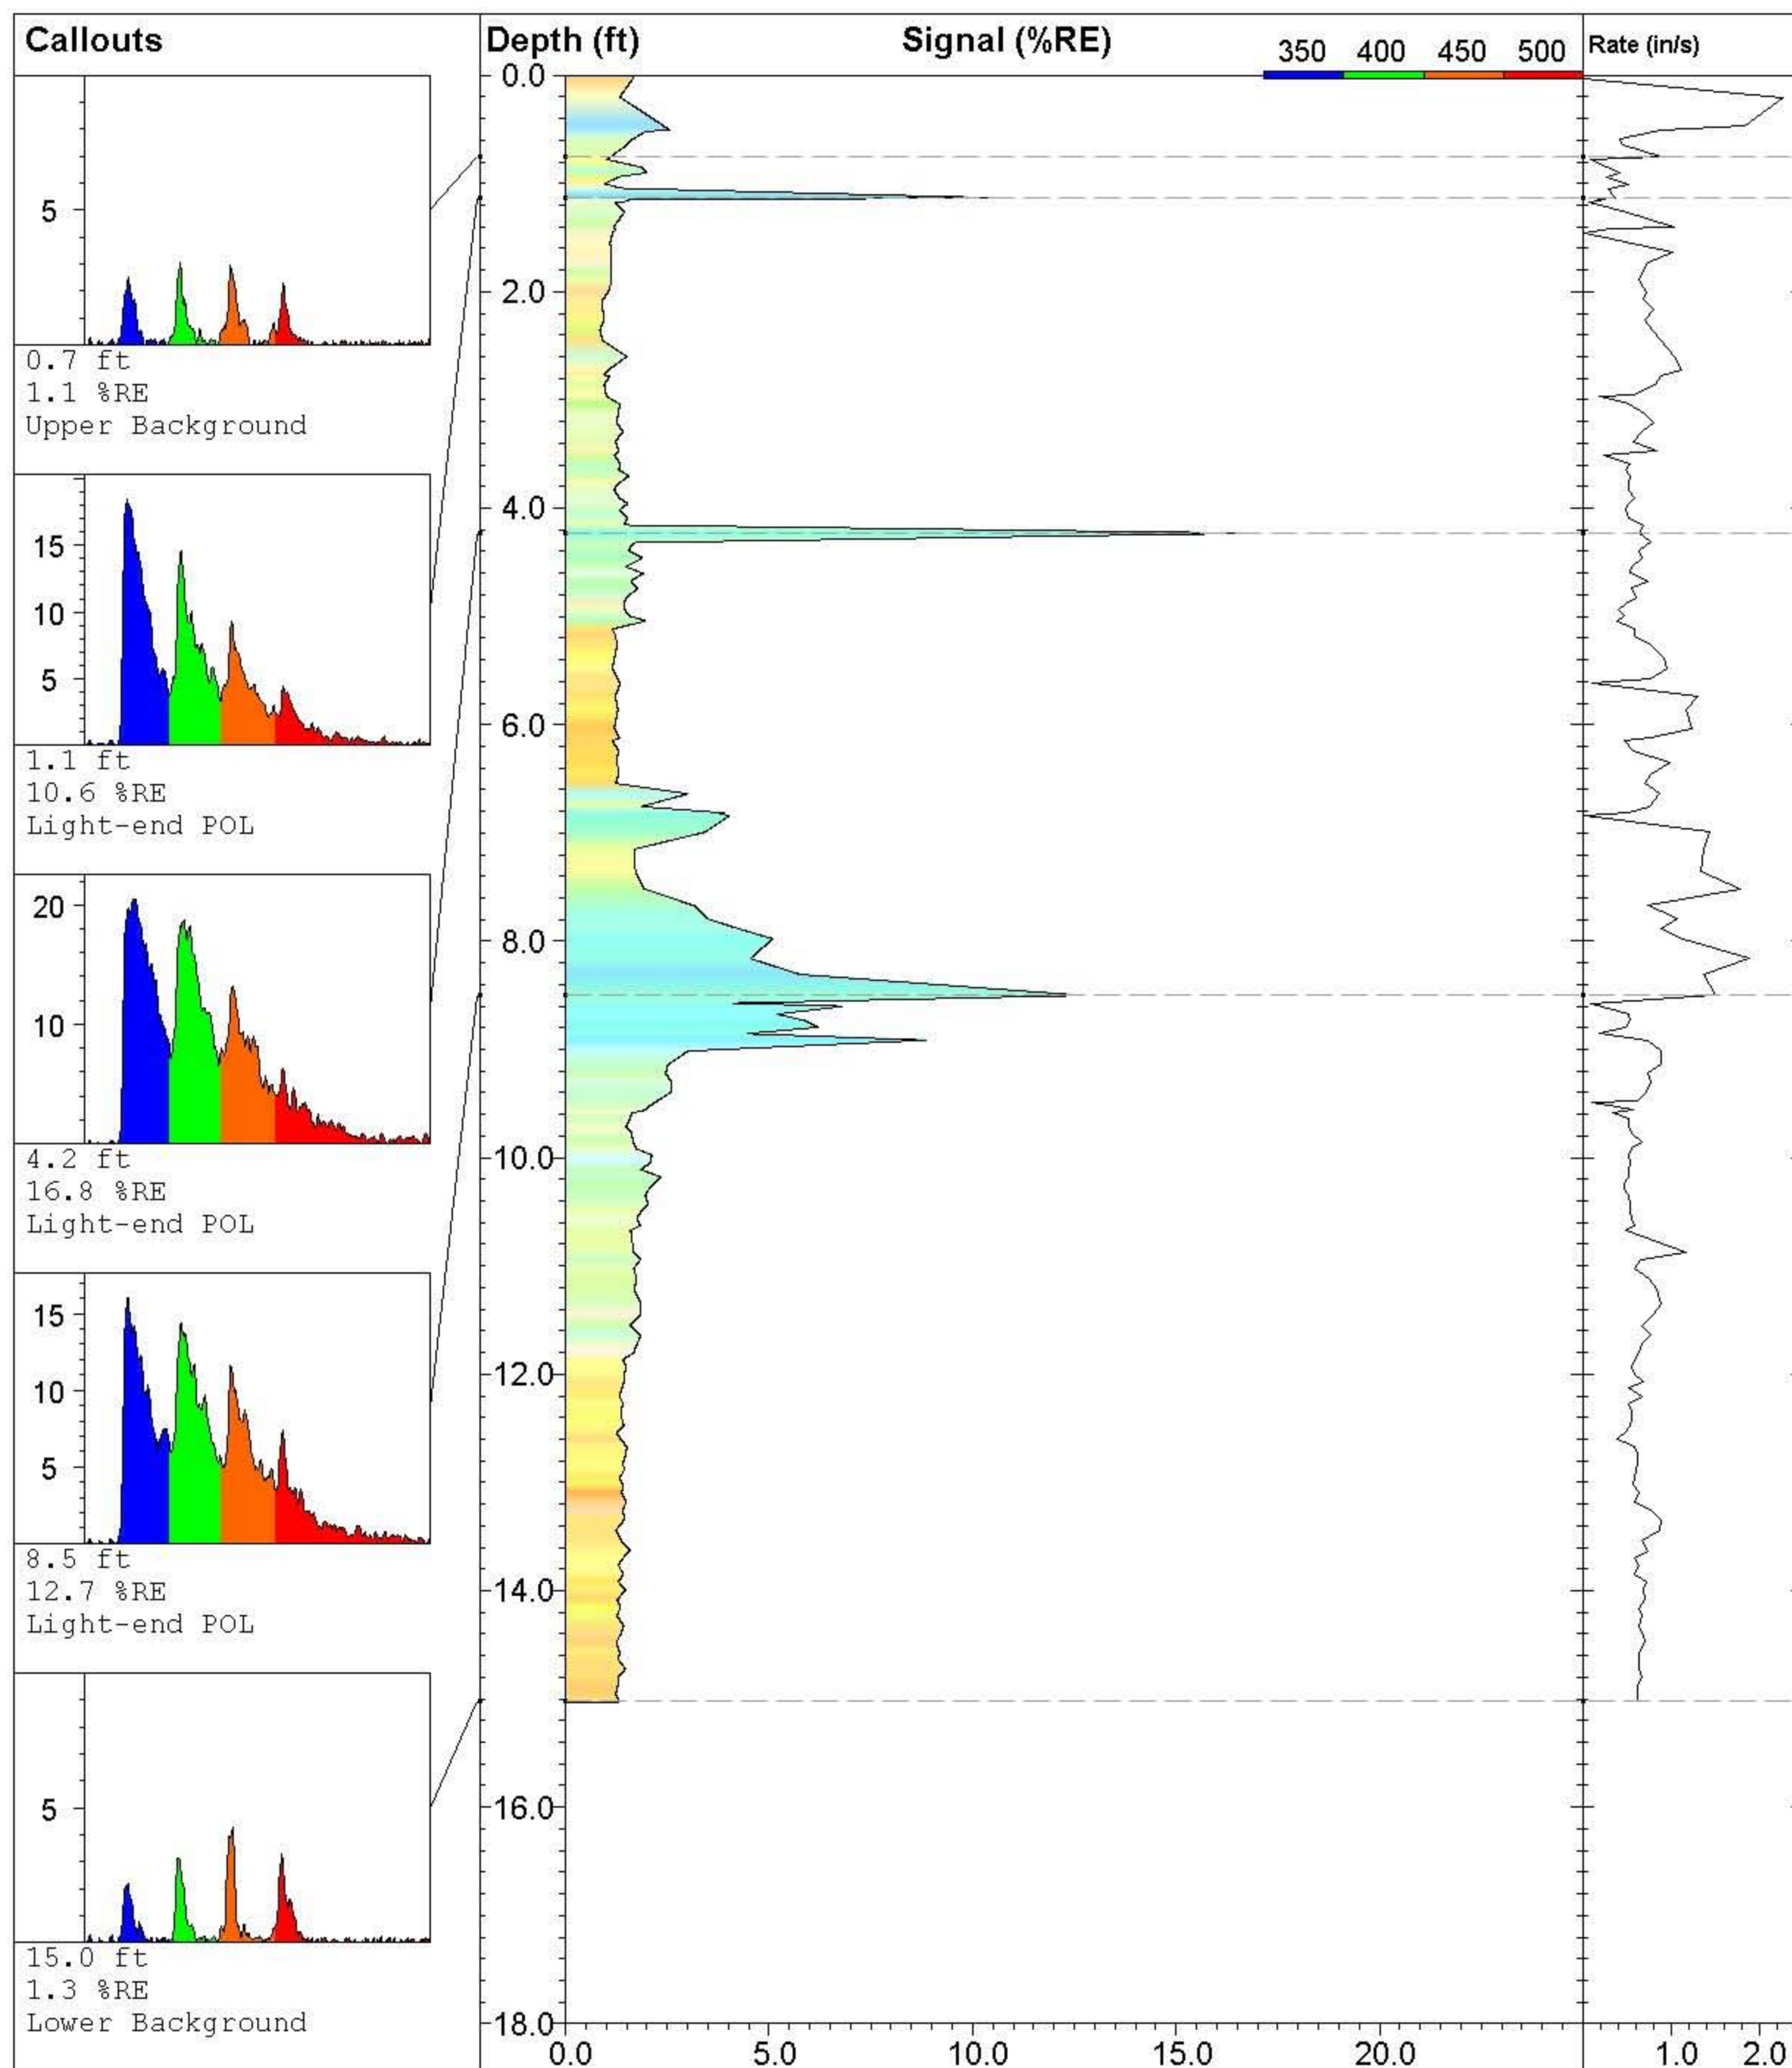 Callouts
Depth (ft)
Signal (%RE)
350 400 450 500
Rate (in/s)
5
0.7 ft
1.1 %RE
Upper Background
15
10
5
1.1 ft
10.6 %RE
Light-end POL
20
10
4.2 ft
16.8 %RE
Light-end POL
15
10
5
8.5 ft
12.7 %RE
Light-end POL
5
15.0 ft
1.3 %RE
Lower Background
0.0
2.0
4.0
6.0
8.0
10.0
12.0
14.0
16.0
18.0
0.0 5.0 10.0 15.0 20.0
1.0 2.0